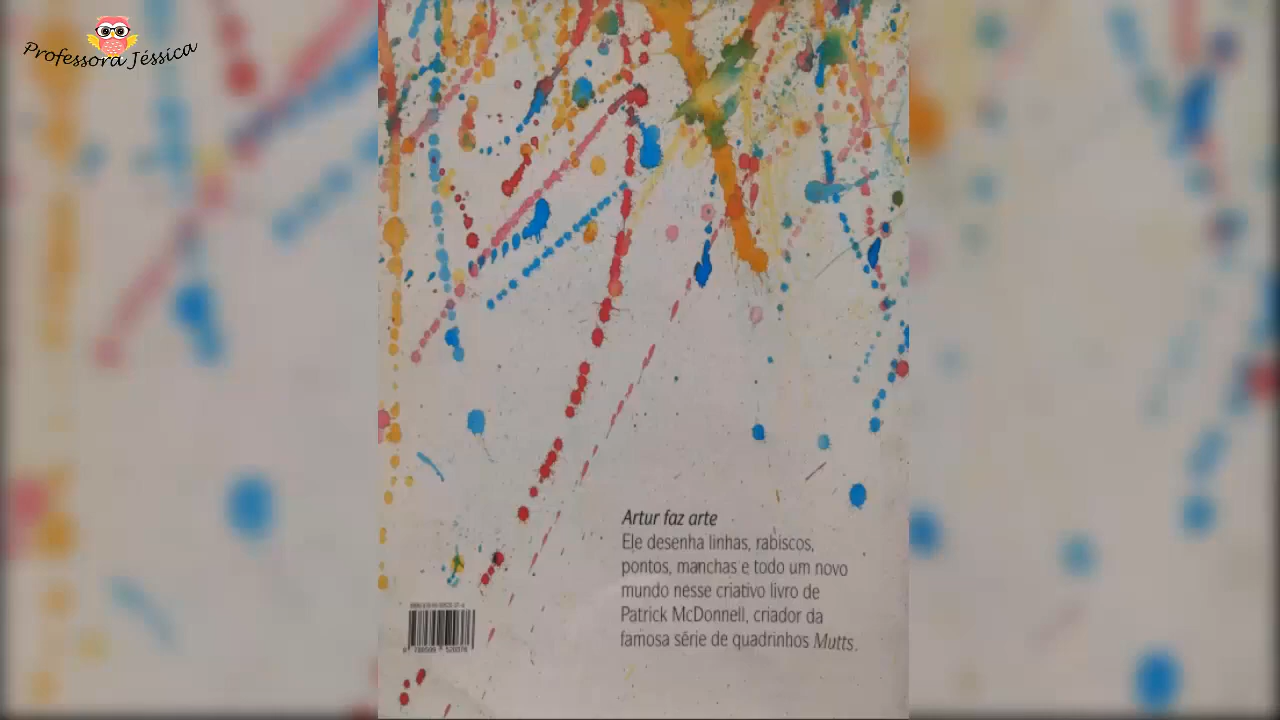 Professora Jéssica
Artur faz arte
Ele desenha linhas, rabiscos,
pontos, manchas e todo um novo
mundo nesse criativo livro de
Patrick McDonnell, criador da
famosa série de quadrinhos Mutts.